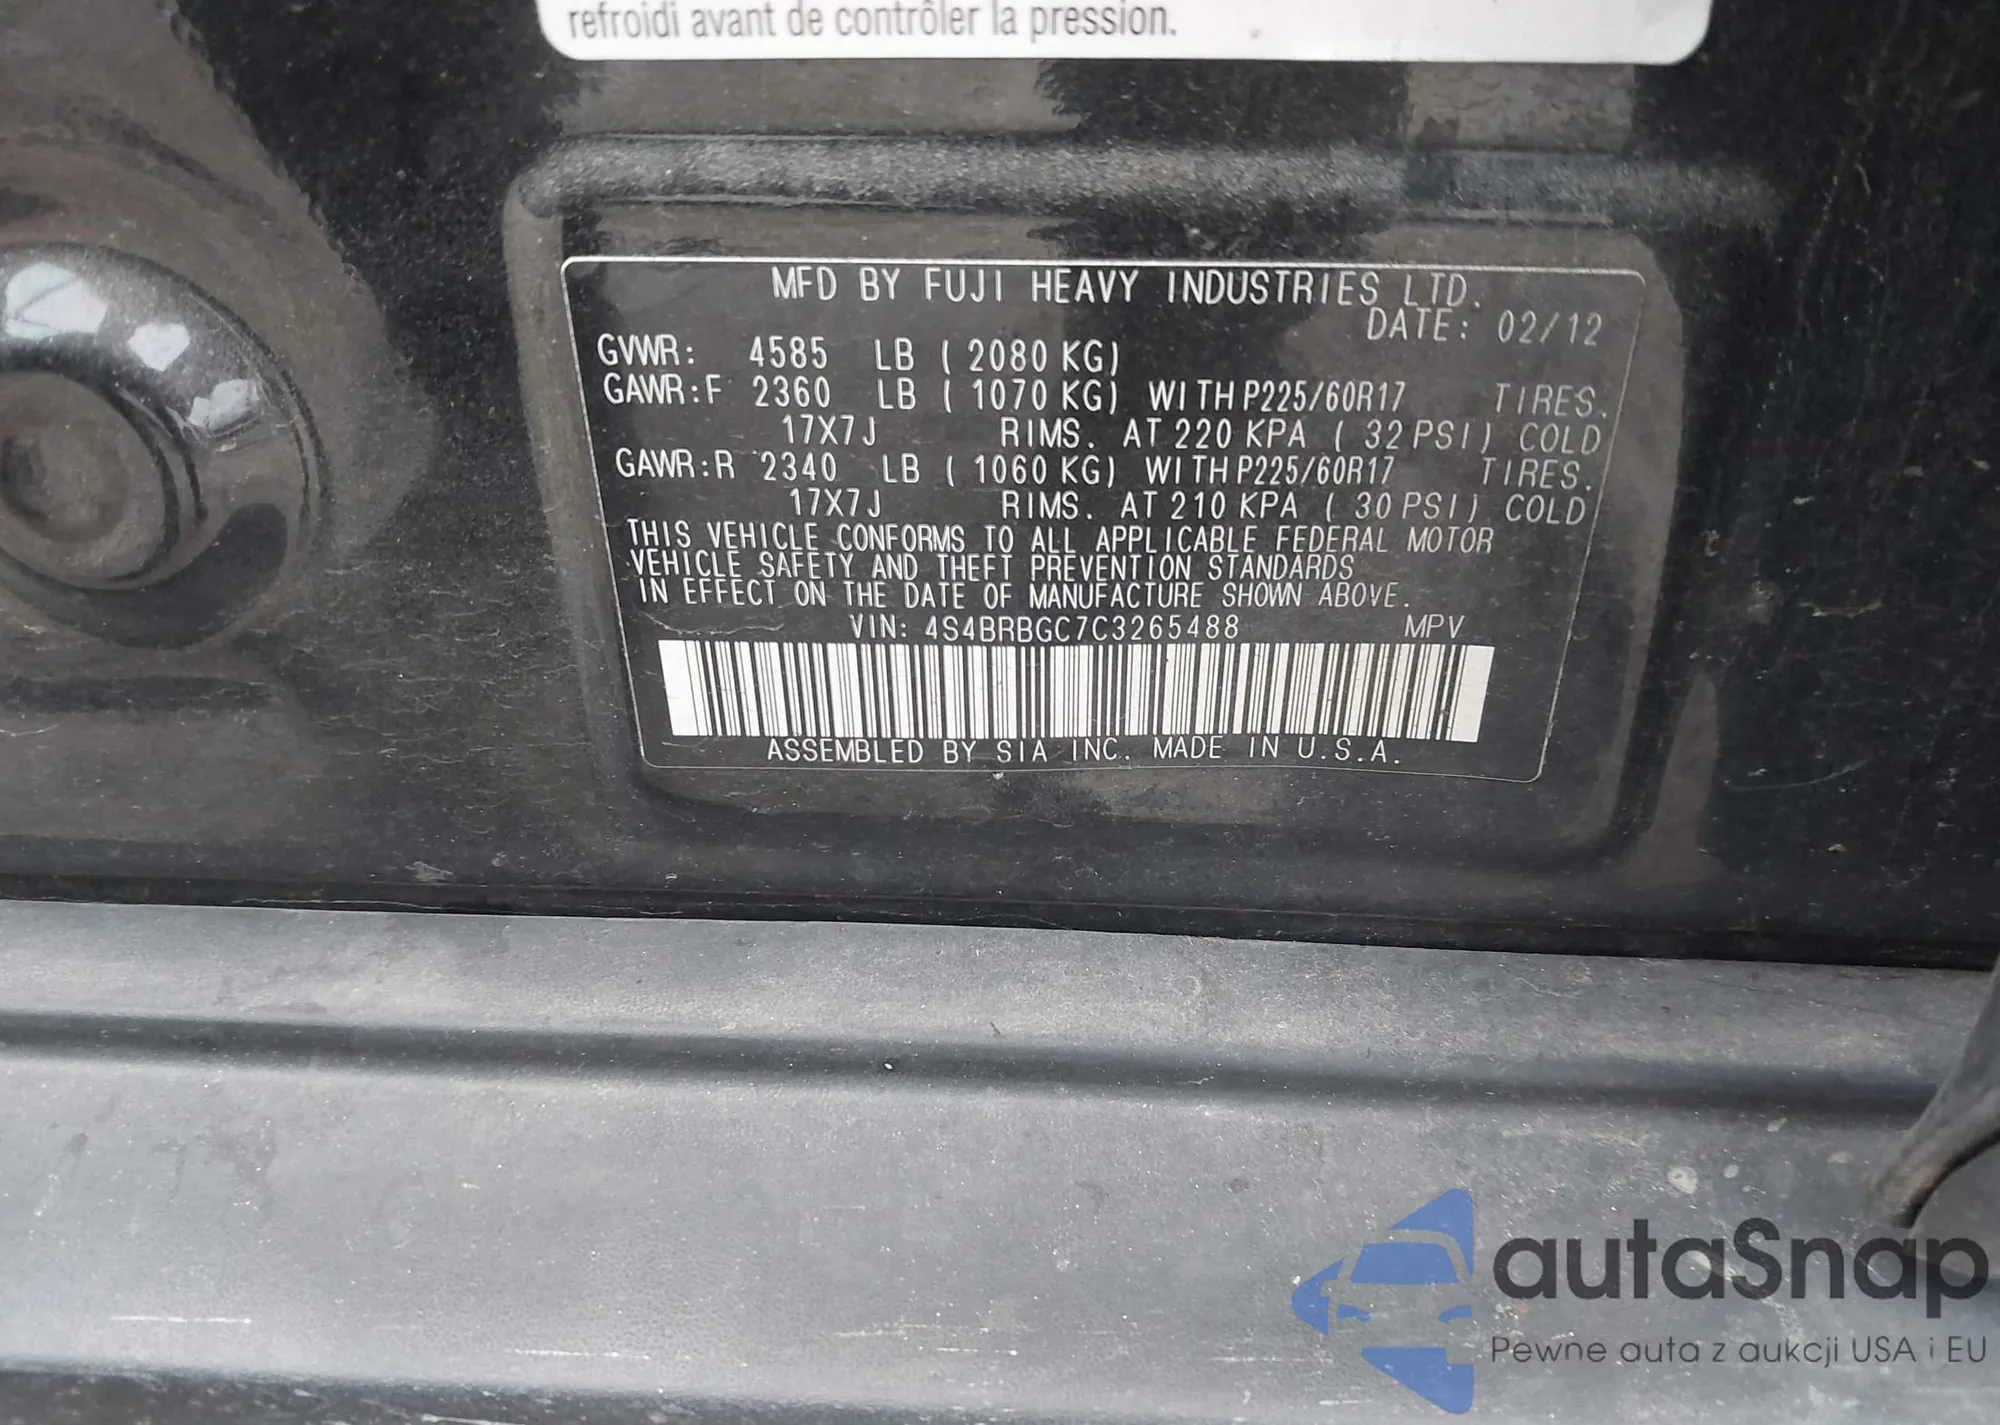 refroidi avant de contrôler la pression.
MFD BY FUJI HEAVY INDUSTRIES LTD.
DATE: 02/12
GVWR: 4585 LB ( 2080 KG)
GAWR:F 2360 LB ( 1070 KG) WITH P225/60R17 TIRES.
17X7J RIMS. AT 220 KPA ( 32 PSI) COLD
GAWR:R 2340 LB ( 1060 KG) WITH P225/60R17 TIRES.
17X7J RIMS. AT 210 KPA ( 30 PSI) COLD
THIS VEHICLE CONFORMS TO ALL APPLICABLE FEDERAL MOTOR
VEHICLE SAFETY AND THEFT PREVENTION STANDARDS
IN EFFECT ON THE DATE OF MANUFACTURE SHOWN ABOVE.
VIN: 4S4BRBGC7C3265488 MPV
ASSEMBLED BY SIA INC. MADE IN U.S.A.
autaSnap
Pewne auta z aukcji USA i EU